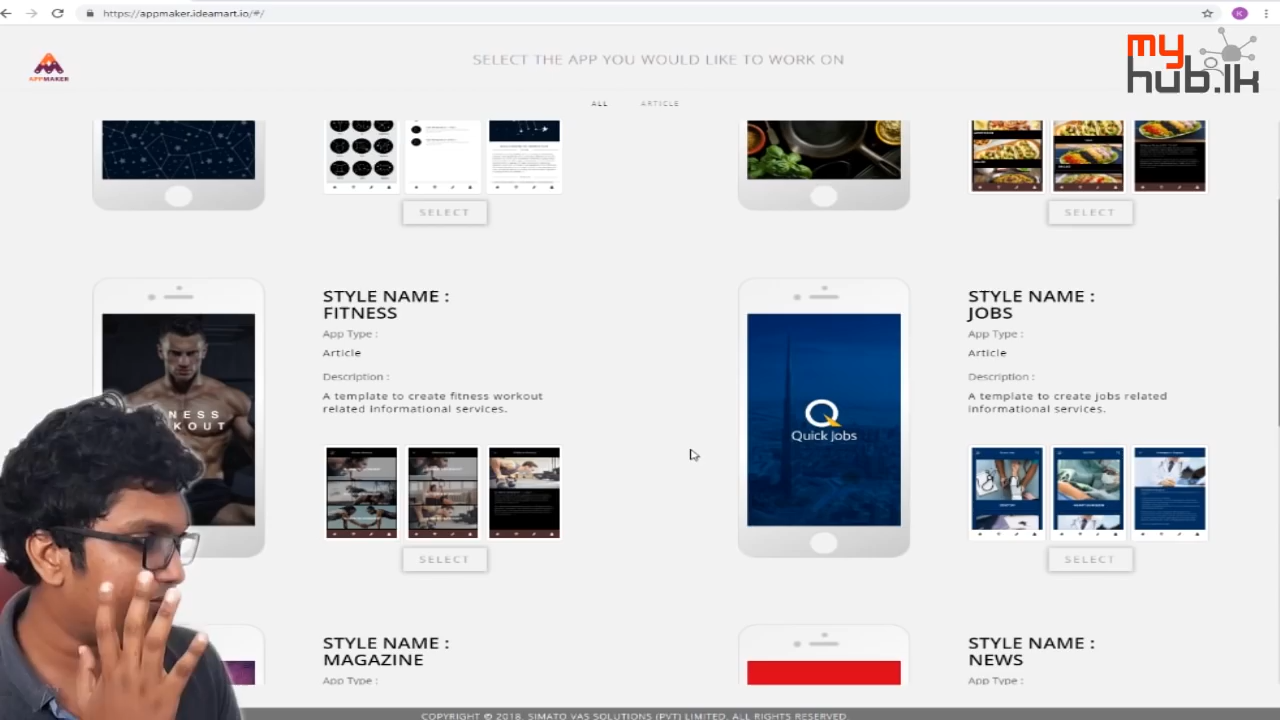 https://appmaker.ideamart.io/#/
K
my
hub.lk
APPMAKER
SELECT THE APP YOU WOULD LIKE TO WORK ON
ALL
ARTICLE
SELECT
SELECT
STYLE NAME :
FITNESS
App Type :
Article
Description :
A template to create fitness workout
related Informational services.
SELECT
Quick Jobs
STYLE NAME :
JOBS
App Type :
Article
Description :
A template to create jobs related
Informational services.
SELECT
STYLE NAME :
MAGAZINE
App Type :
STYLE NAME :
NEWS
App Type :
COPYRIGHT © 2018 SIMATO VAS SOLUTIONS (PVT) LIMITED. ALL RIGHTS RESERVED.